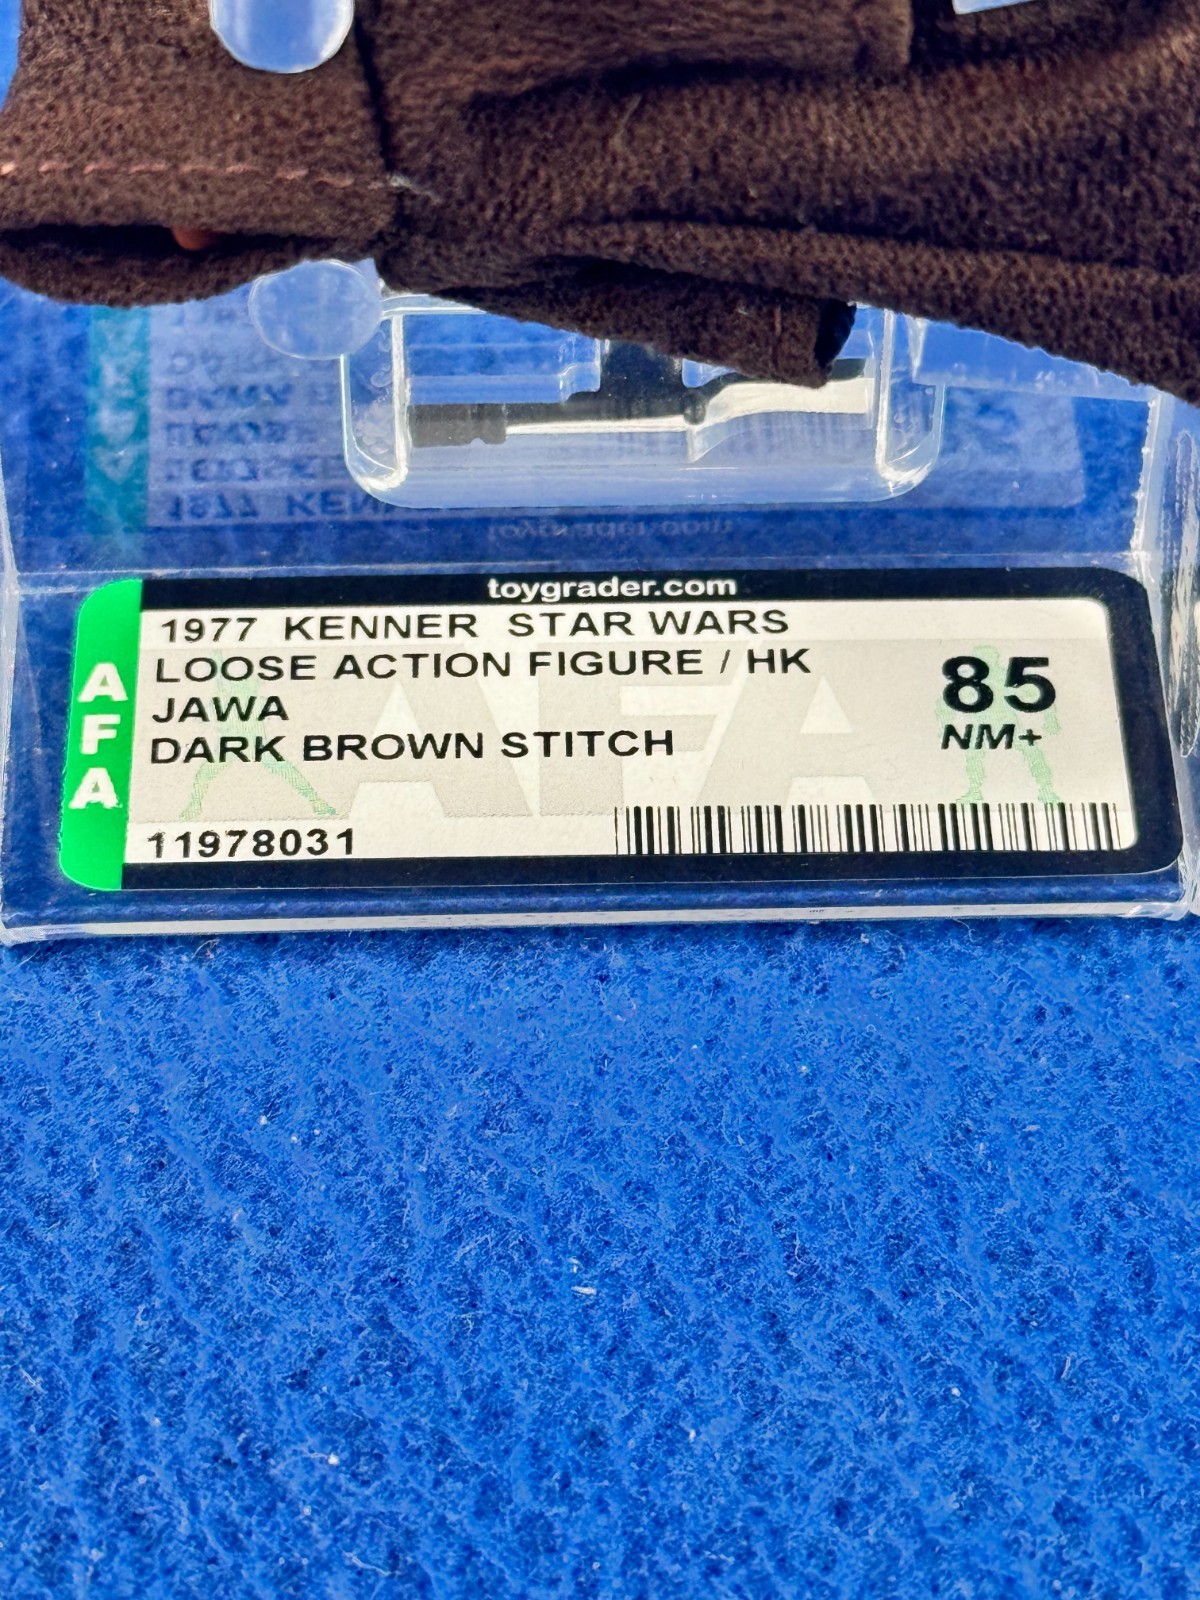 toygrader.com
1977 KENNER STAR WARS
LOOSE ACTION FIGURE / HK
JAWA
DARK BROWN STITCH
85
NM+
AFA
11978031